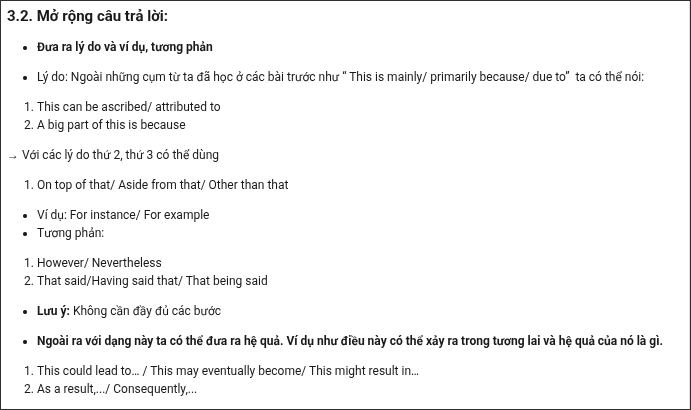 3.2. Mở rộng câu trả lời:
• Đưa ra lý do và ví dụ, tương phản
• Lý do: Ngoài những cụm từ ta đã học ở các bài trước như “ This is mainly/ primarily because/ due to”  ta có thể nói:
1. This can be ascribed/ attributed to
2. A big part of this is because
→ Với các lý do thứ 2, thứ 3 có thể dùng
1. On top of that/ Aside from that/ Other than that
• Ví dụ: For instance/ For example
• Tương phản:
1. However/ Nevertheless
2. That said/Having said that/ That being said
• Lưu ý: Không cần đầy đủ các bước
• Ngoài ra với dạng này ta có thể đưa ra hệ quả. Ví dụ như điều này có thể xảy ra trong tương lai và hệ quả của nó là gì.
1. This could lead to… / This may eventually become/ This might result in…
2. As a result,.../ Consequently,...